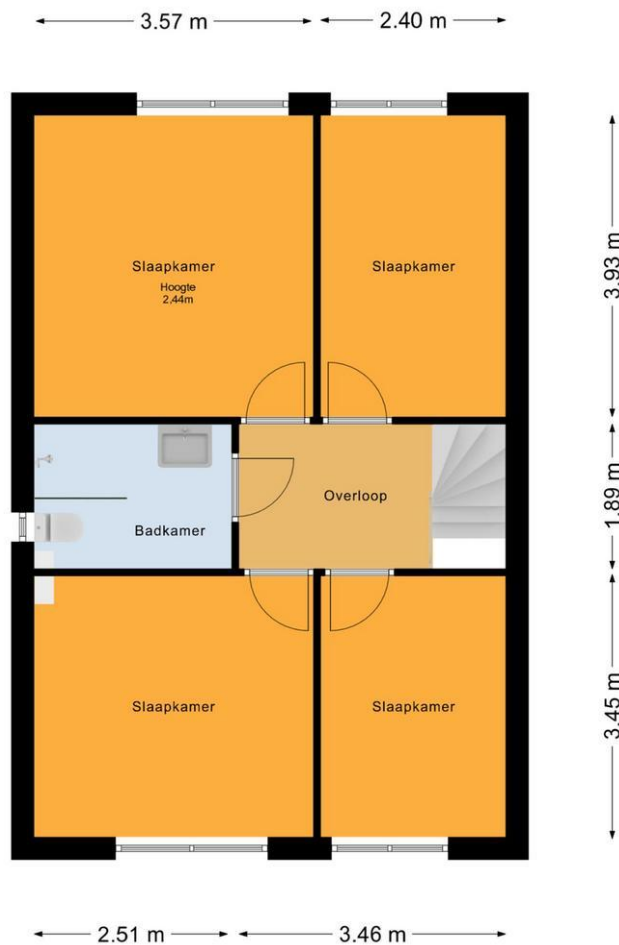 3.57 m
2.40 m
Slaapkamer
Hoogte
2.44m
Slaapkamer
3.93 m
Overloop
Badkamer
1.89 m
Slaapkamer
Slaapkamer
3.45 m
2.51 m
3.46 m